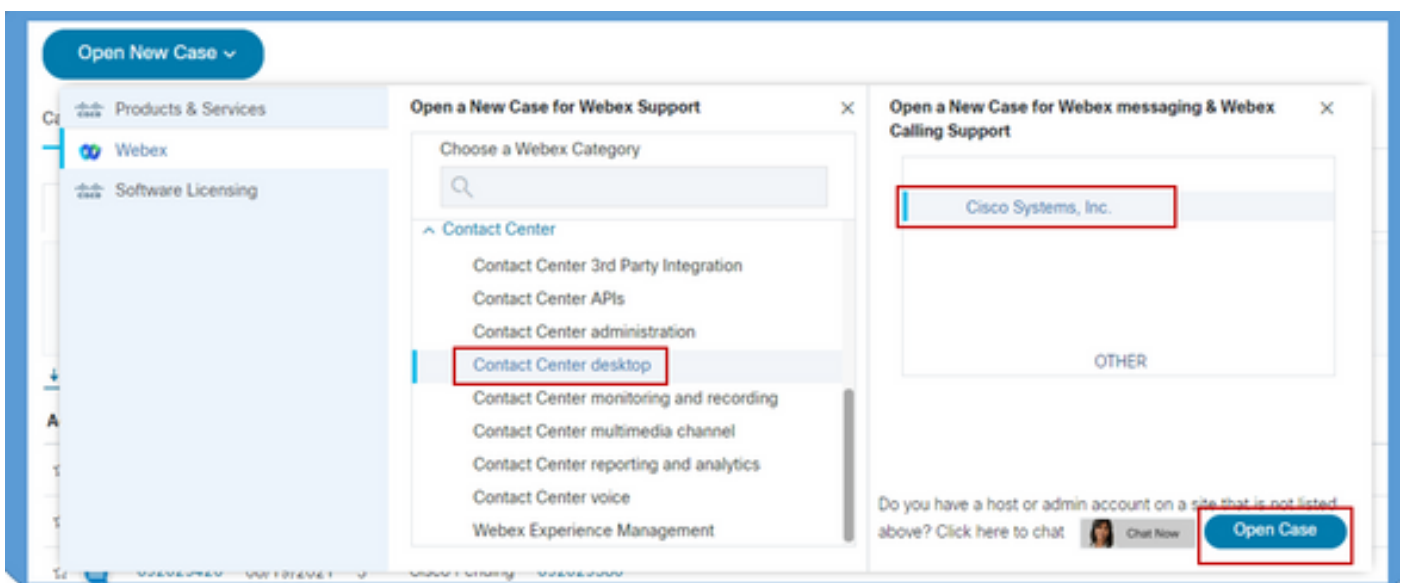 Open New Case
Products & Services
Webex
Software Licensing
Open a New Case for Webex Support
Choose a Webex Category
Contact Center
Contact Center 3rd Party Integration
Contact Center APIs
Contact Center administration
Contact Center desktop
Contact Center monitoring and recording
Contact Center multimedia channel
Contact Center reporting and analytics
Contact Center voice
Webex Experience Management
Open a New Case for Webex messaging & Webex
Calling Support
Cisco Systems, Inc.
OTHER
Do you have a host or admin account on a site that is not listed
above? Click here to chat
Chat Now
Open Case